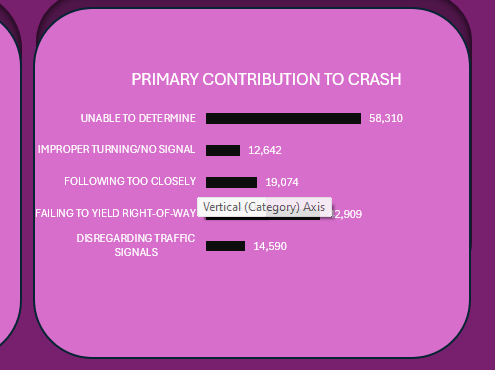 PRIMARY CONTRIBUTION TO CRASH
UNABLE TO DETERMINE 58,310
IMPROPER TURNING/NO SIGNAL 12,642
FOLLOWING TOO CLOSELY 19,074
Vertical (Category) Axis
FAILING TO YIELD RIGHT-OF-WAY 2,909
DISREGARDING TRAFFIC
SIGNALS 14,590